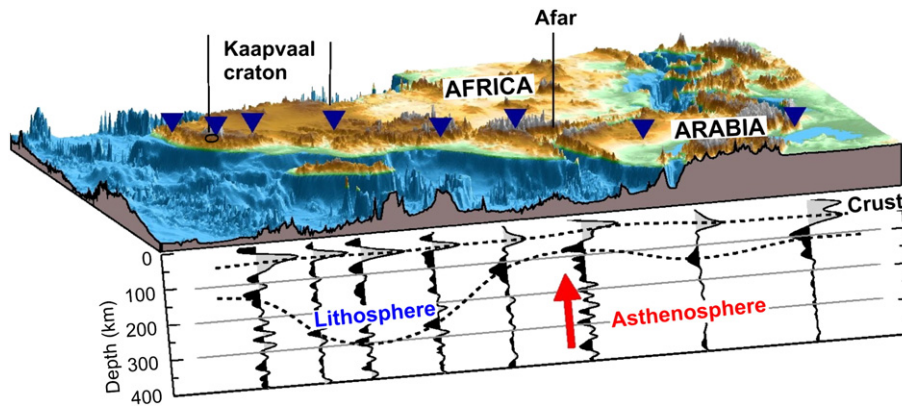 Afar
Kaapvaal
craton
AFRICA
ARABIA
Crust
0
100
200
300
400
Depth (km)
Lithosphere
Asthenosphere